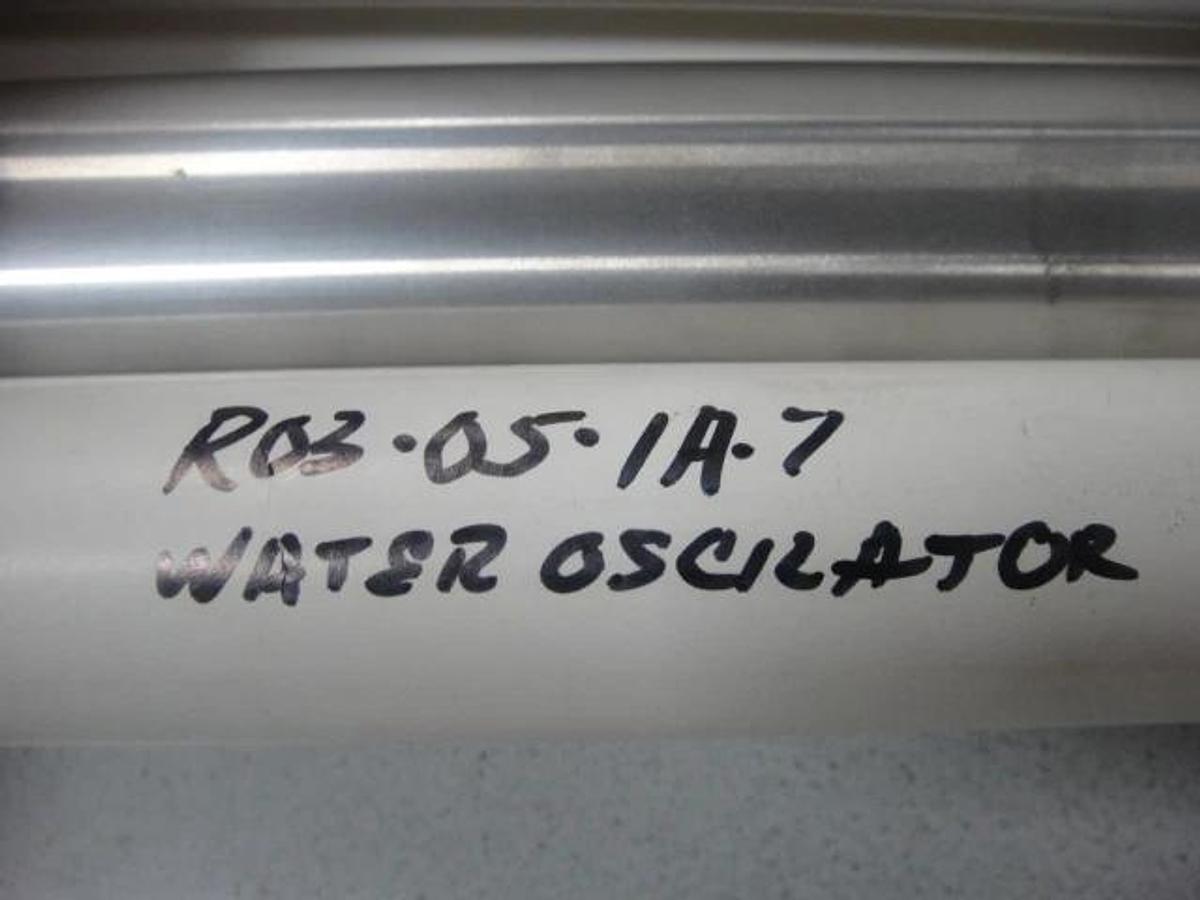 R03·05·1A·7
WATER OSCILATOR